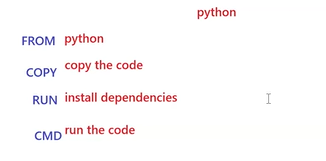 python
FROM python
COPY copy the code
RUN install dependencies
CMD run the code